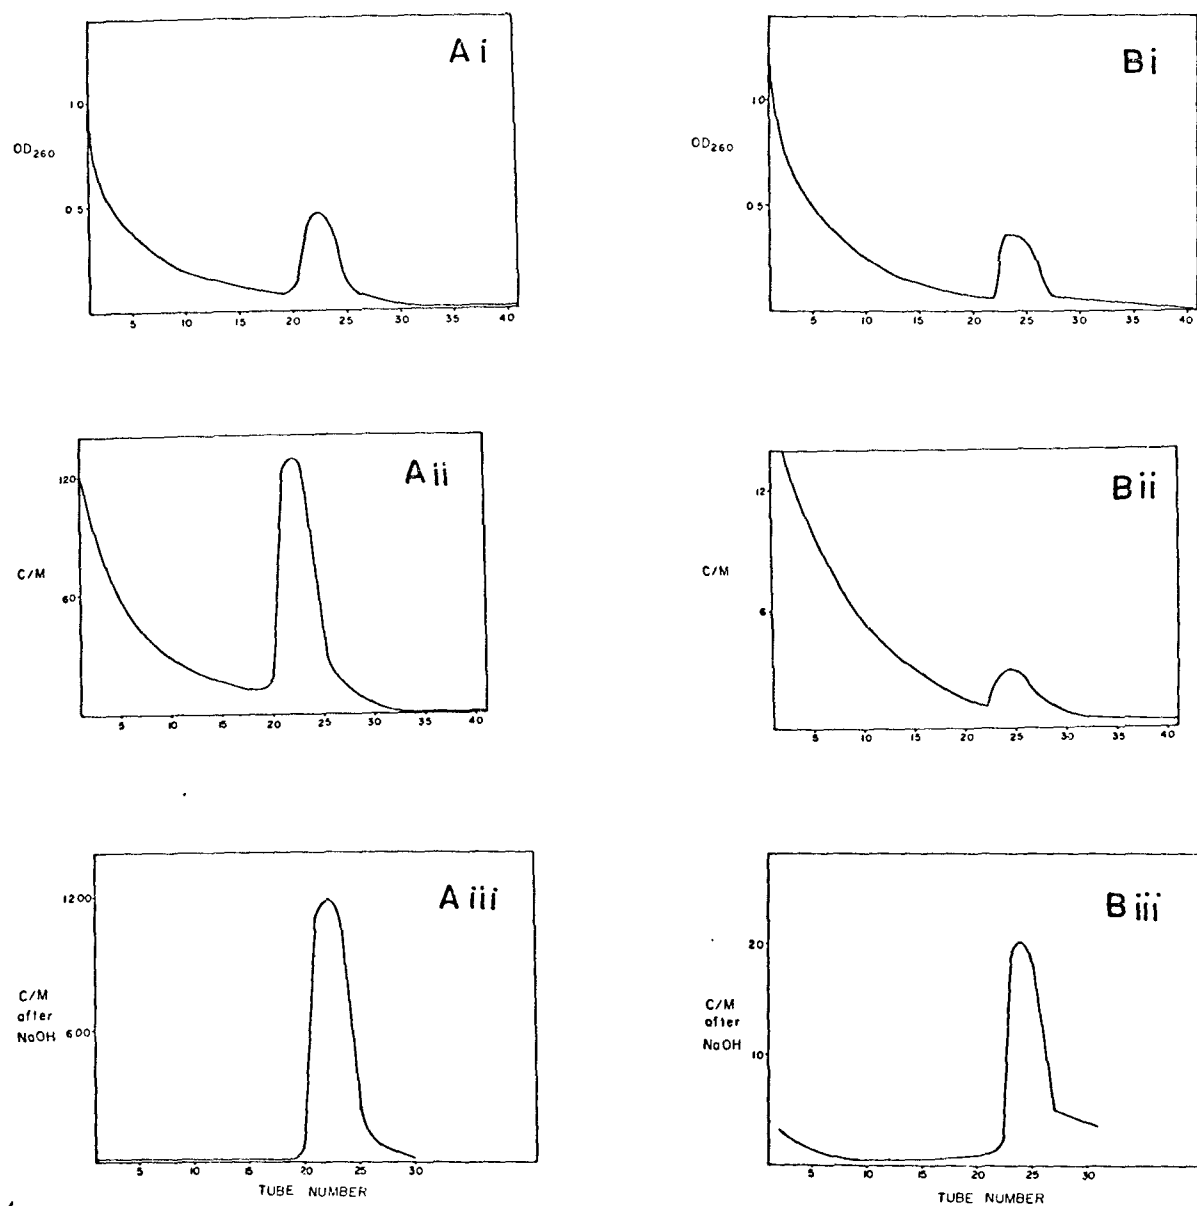 A i
1.0
OD260
0.5
5 10 15 20 25 30 35 40
B i
1.0
OD260
0.5
5 10 15 20 25 30 35 40
A ii
120
C/M
60
5 10 15 20 25 30 35 40
B ii
12
C/M
6
5 10 15 20 25 30 35 40
A iii
1200
C/M
after
NaOH
600
5 10 15 20 25 30
TUBE NUMBER
B iii
20
C/M
after
NaOH
10
5 10 15 20 25 30
TUBE NUMBER